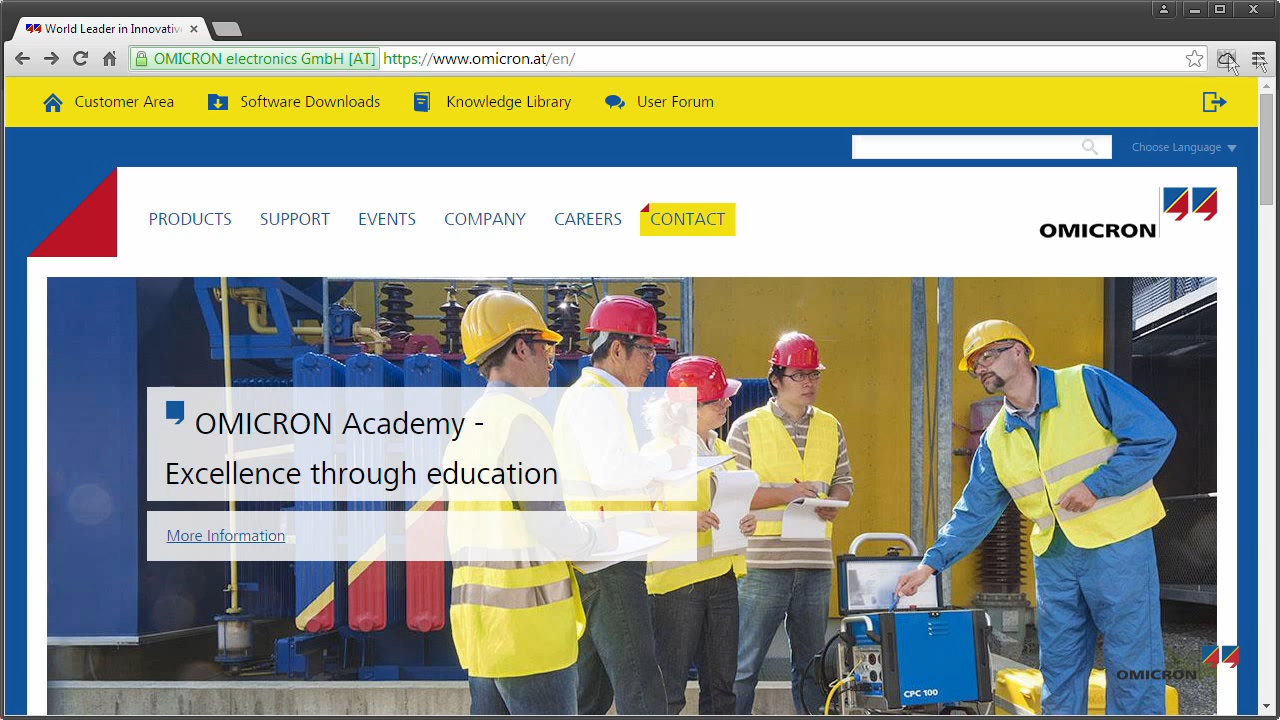 World Leader in Innovativ
OMICRON electronics GmbH [AT] https://www.omicron.at/en/
Customer Area Software Downloads Knowledge Library User Forum
Choose Language
PRODUCTS SUPPORT EVENTS COMPANY CAREERS CONTACT
OMICRON
OMICRON Academy -
Excellence through education
More Information
CPC 100
OMICRON